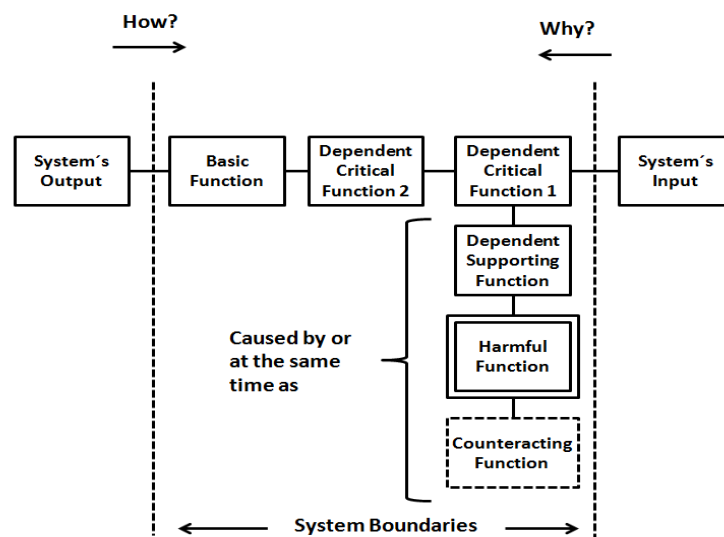 How?
Why?
System´s
Output
Basic
Function
Dependent
Critical
Function 2
Dependent
Critical
Function 1
System´s
Input
Dependent
Supporting
Function
Caused by or
at the same
time as
Harmful
Function
Counteracting
Function
System Boundaries